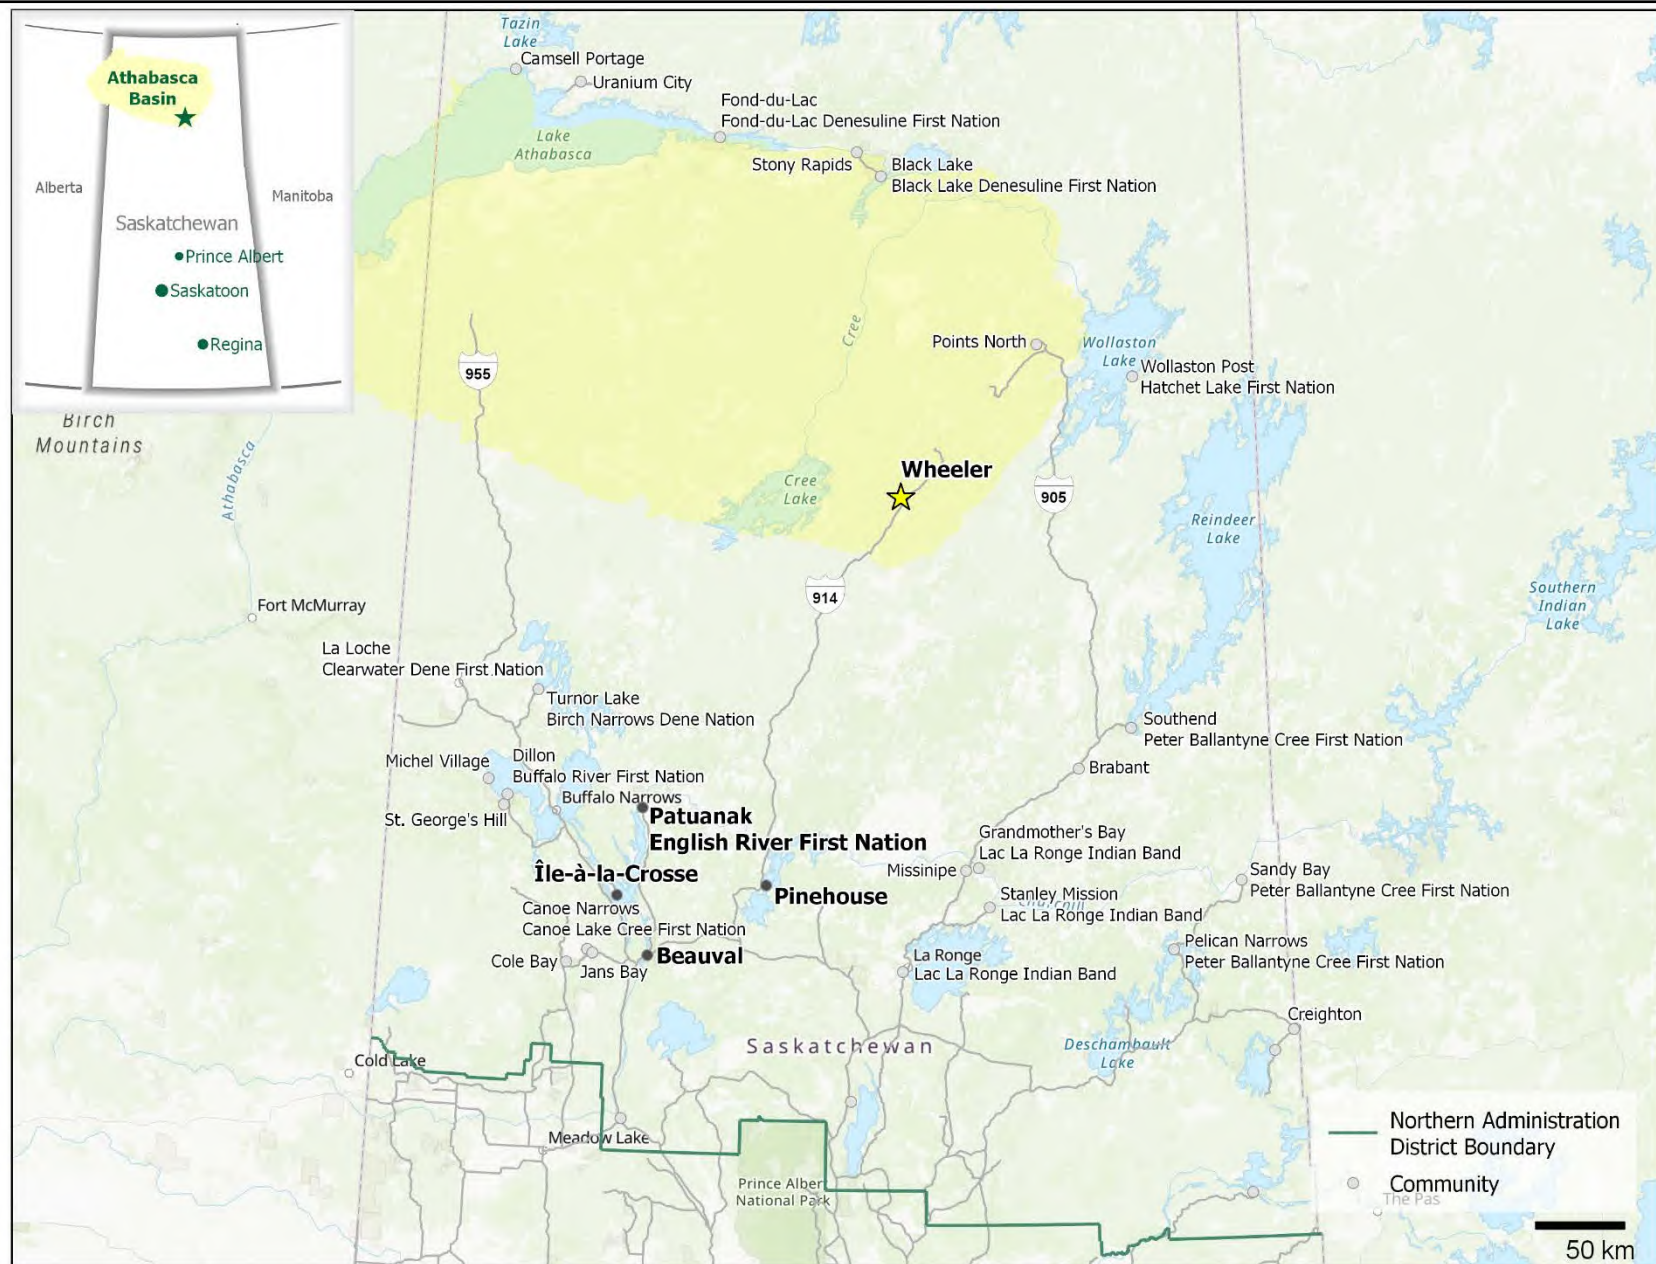 Athabasca
Basin
Alberta
Manitoba
Saskatchewan
Prince Albert
Saskatoon
Regina
Tazin
Lake
Camsell Portage
Uranium City
Fond-du-Lac
Fond-du-Lac Denesuline First Nation
Lake
Athabasca
Stony Rapids
Black Lake
Black Lake Denesuline First Nation
Cree
Points North
Wollaston
Lake
Wollaston Post
Hatchet Lake First Nation
955
Birch
Mountains
Athabasca
Wheeler
Cree
Lake
905
Reindeer
Lake
914
Southern
Indian
Lake
Fort McMurray
La Loche
Clearwater Dene First Nation
Turnor Lake
Birch Narrows Dene Nation
Southend
Peter Ballantyne Cree First Nation
Michel Village
Dillon
Buffalo River First Nation
Brabant
Buffalo Narrows
St. George's Hill
Patuanak
English River First Nation
Grandmother's Bay
Lac La Ronge Indian Band
Missinipe
Île-à-la-Crosse
Sandy Bay
Peter Ballantyne Cree First Nation
Pinehouse
Stanley Mission
Churchill
Lac La Ronge Indian Band
Canoe Narrows
Canoe Lake Cree First Nation
Pelican Narrows
Peter Ballantyne Cree First Nation
Cole Bay
Jans Bay
Beauval
La Ronge
Lac La Ronge Indian Band
Creighton
Saskatchewan
Deschambault
Lake
Cold Lake
Meadow Lake
Prince Alber
National Park
Northern Administration
District Boundary
Community
The Pas
50 km